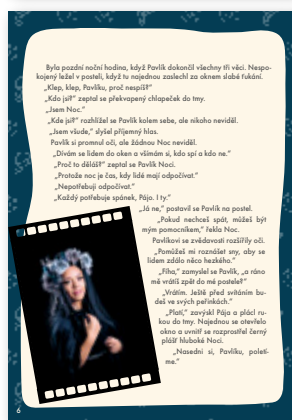 Byla pozdní noční hodina, když Pavlík dokončil všechny tři věci. Nespo-
kojený ležel v posteli, když tu najednou zaslechl za oknem slabé ťukání.
„Klep, klep, Pavlíku, proč nespíš?“
„Kdo jsi?“ zeptal se překvapený chlapeček do tmy.
„Jsem Noc.“
„Kde jsi?“ rozhlížel se Pavlík kolem sebe, ale nikoho neviděl.
„Jsem všude,“ slyšel příjemný hlas.
Pavlík si promnul oči, ale žádnou Noc neviděl.
„Dívám se lidem do oken a všímám si, kdo spí a kdo ne.“
„Proč to děláš?“ zeptal se Pavlík Noci.
„Protože noc je čas, kdy lidé mají odpočívat.“
„Nepotřebuji odpočívat.“
„Každý potřebuje spánek, Pájo. I ty.“
„Já ne,“ postavil se Pavlík na postel.
„Pokud nechceš spát, můžeš být
mým pomocníkem,“ řekla Noc.
Pavlíkovi se zvědavostí rozšířily oči.
„Pomůžeš mi roznášet sny, aby se
lidem zdálo něco hezkého.“
„Fíha,“ zamyslel se Pavlík, „a ráno
mě vrátíš zpět do mé postele?“
„Vrátím. Ještě před svítáním bu-
deš ve svých peřinkách.“
„Platí,“ zavýskl Pája a plácl ru-
kou do tmy. Najednou se otevřelo
okno a uvnitř se rozprostřel černý
plášť hluboké Noci.
„Nasedni si, Pavlíku, poletí-
me.“
6